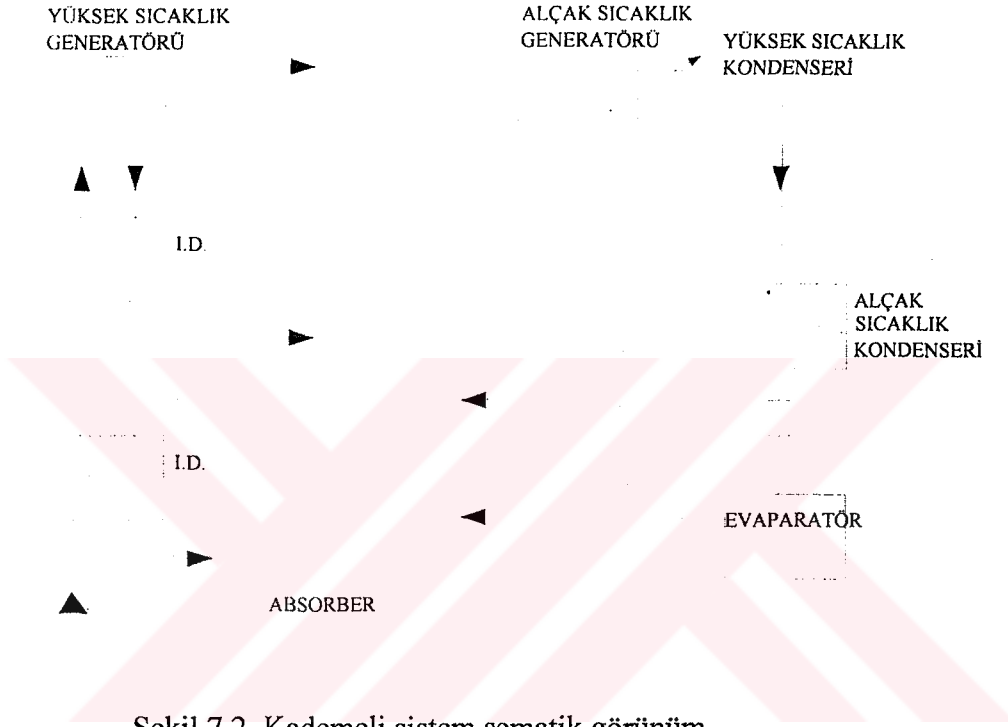 YÜKSEK SICAKLIK
GENERATÖRÜ
ALÇAK SICAKLIK
GENERATÖRÜ
YÜKSEK SICAKLIK
KONDENSERİ
I.D.
ALÇAK
SICAKLIK
KONDENSERİ
I.D.
EVAPARATÖR
ABSORBER
Şekil 7.2. Kademeli sistem şematik görünüm